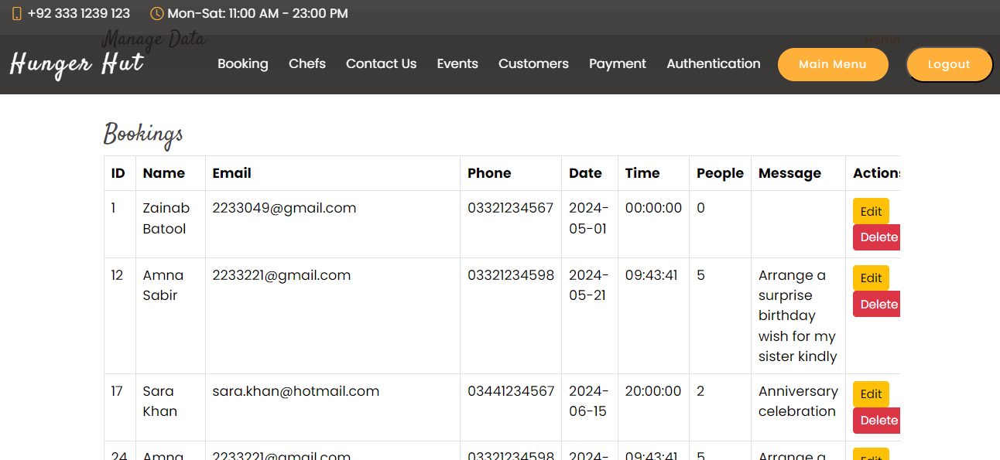 +92 333 1239 123 Mon-Sat: 11:00 AM - 23:00 PM
Manage Data Home
Hunger Hut Booking Chefs Contact Us Events Customers Payment Authentication Main Menu Logout
Bookings
ID Name Email Phone Date Time People Message Actions
1 Zainab 2233049@gmail.com 03321234567 2024- 00:00:00 0 Edit
Batool 05-01 Delete
12 Amna 2233221@gmail.com 03321234598 2024- 09:43:41 5 Arrange a Edit
Sabir 05-21 surprise Delete
birthday
wish for my
sister kindly
17 Sara sara.khan@hotmail.com 03441234567 2024- 20:00:00 2 Anniversary Edit
Khan 06-15 celebration Delete
24 Amna 2233221@gmail.com 03321234598 2024- 09:43:41 5 Arrange a Edit